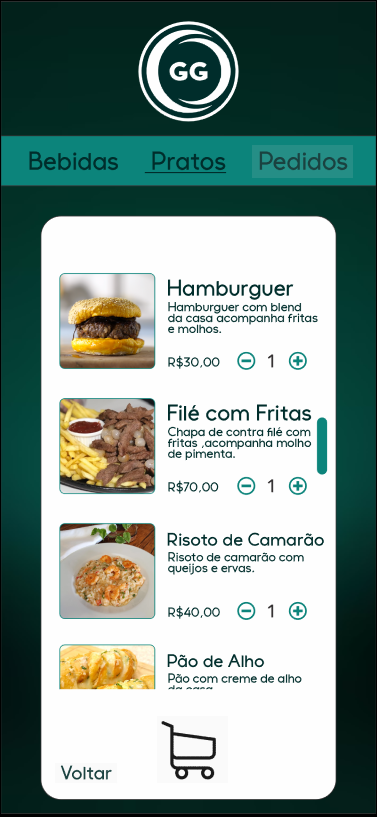 GG
Bebidas Pratos Pedidos
Hamburguer
Hamburguer com blend
da casa acompanha fritas
e molhos.
R$30,00 1
Filé com Fritas
Chapa de contra filé com
fritas ,acompanha molho
de pimenta.
R$70,00 1
Risoto de Camarão
Risoto de camarão com
queijos e ervas.
R$40,00 1
Pão de Alho
Pão com creme de alho
da casa
Voltar